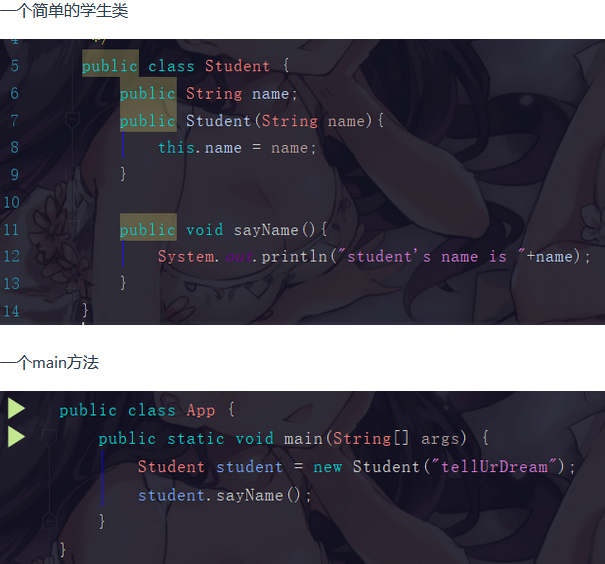 一个简单的学生类
4 */
5 public class Student {
6 public String name;
7 public Student(String name){
8 this.name = name;
9 }
10
11 public void sayName(){
12 System.out.println("student's name is "+name);
13 }
14 }
一个main方法
public class App {
public static void main(String[] args) {
Student student = new Student("tellUrDream");
student.sayName();
}
}